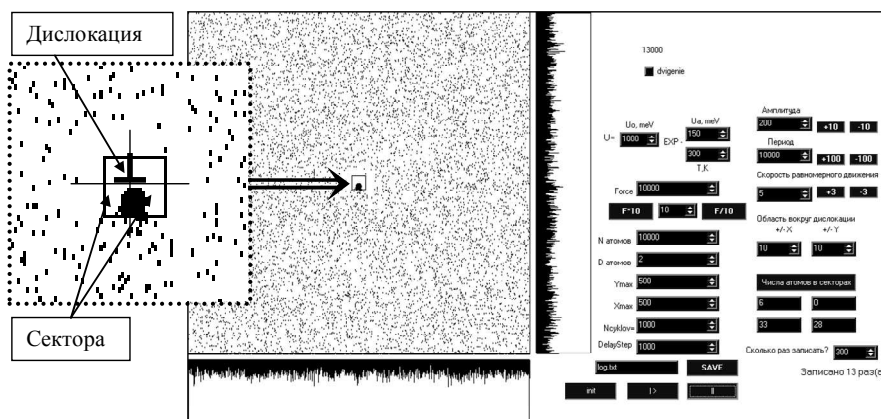 Дислокация
Сектора
13000
dvigenie
Uo, meV
Ua, meV
U=
1000
EXP -
150
300
T,K
Force
10000
F*10
10
F/10
N атомов
10000
D атомов
2
Ymax
500
Xmax
500
Ncyklov=
1000
DelayStep
1000
log.txt
SAVE
init
| >
||
Амплитуда
200
+10
-10
Период
10000
+100
-100
Скорость равномерного движения
5
+3
-3
Область вокруг дислокации
+/- X
+/- Y
10
10
Числа атомов в секторах
6
0
33
28
Сколько раз записать?
300
Записано 13 раз(е